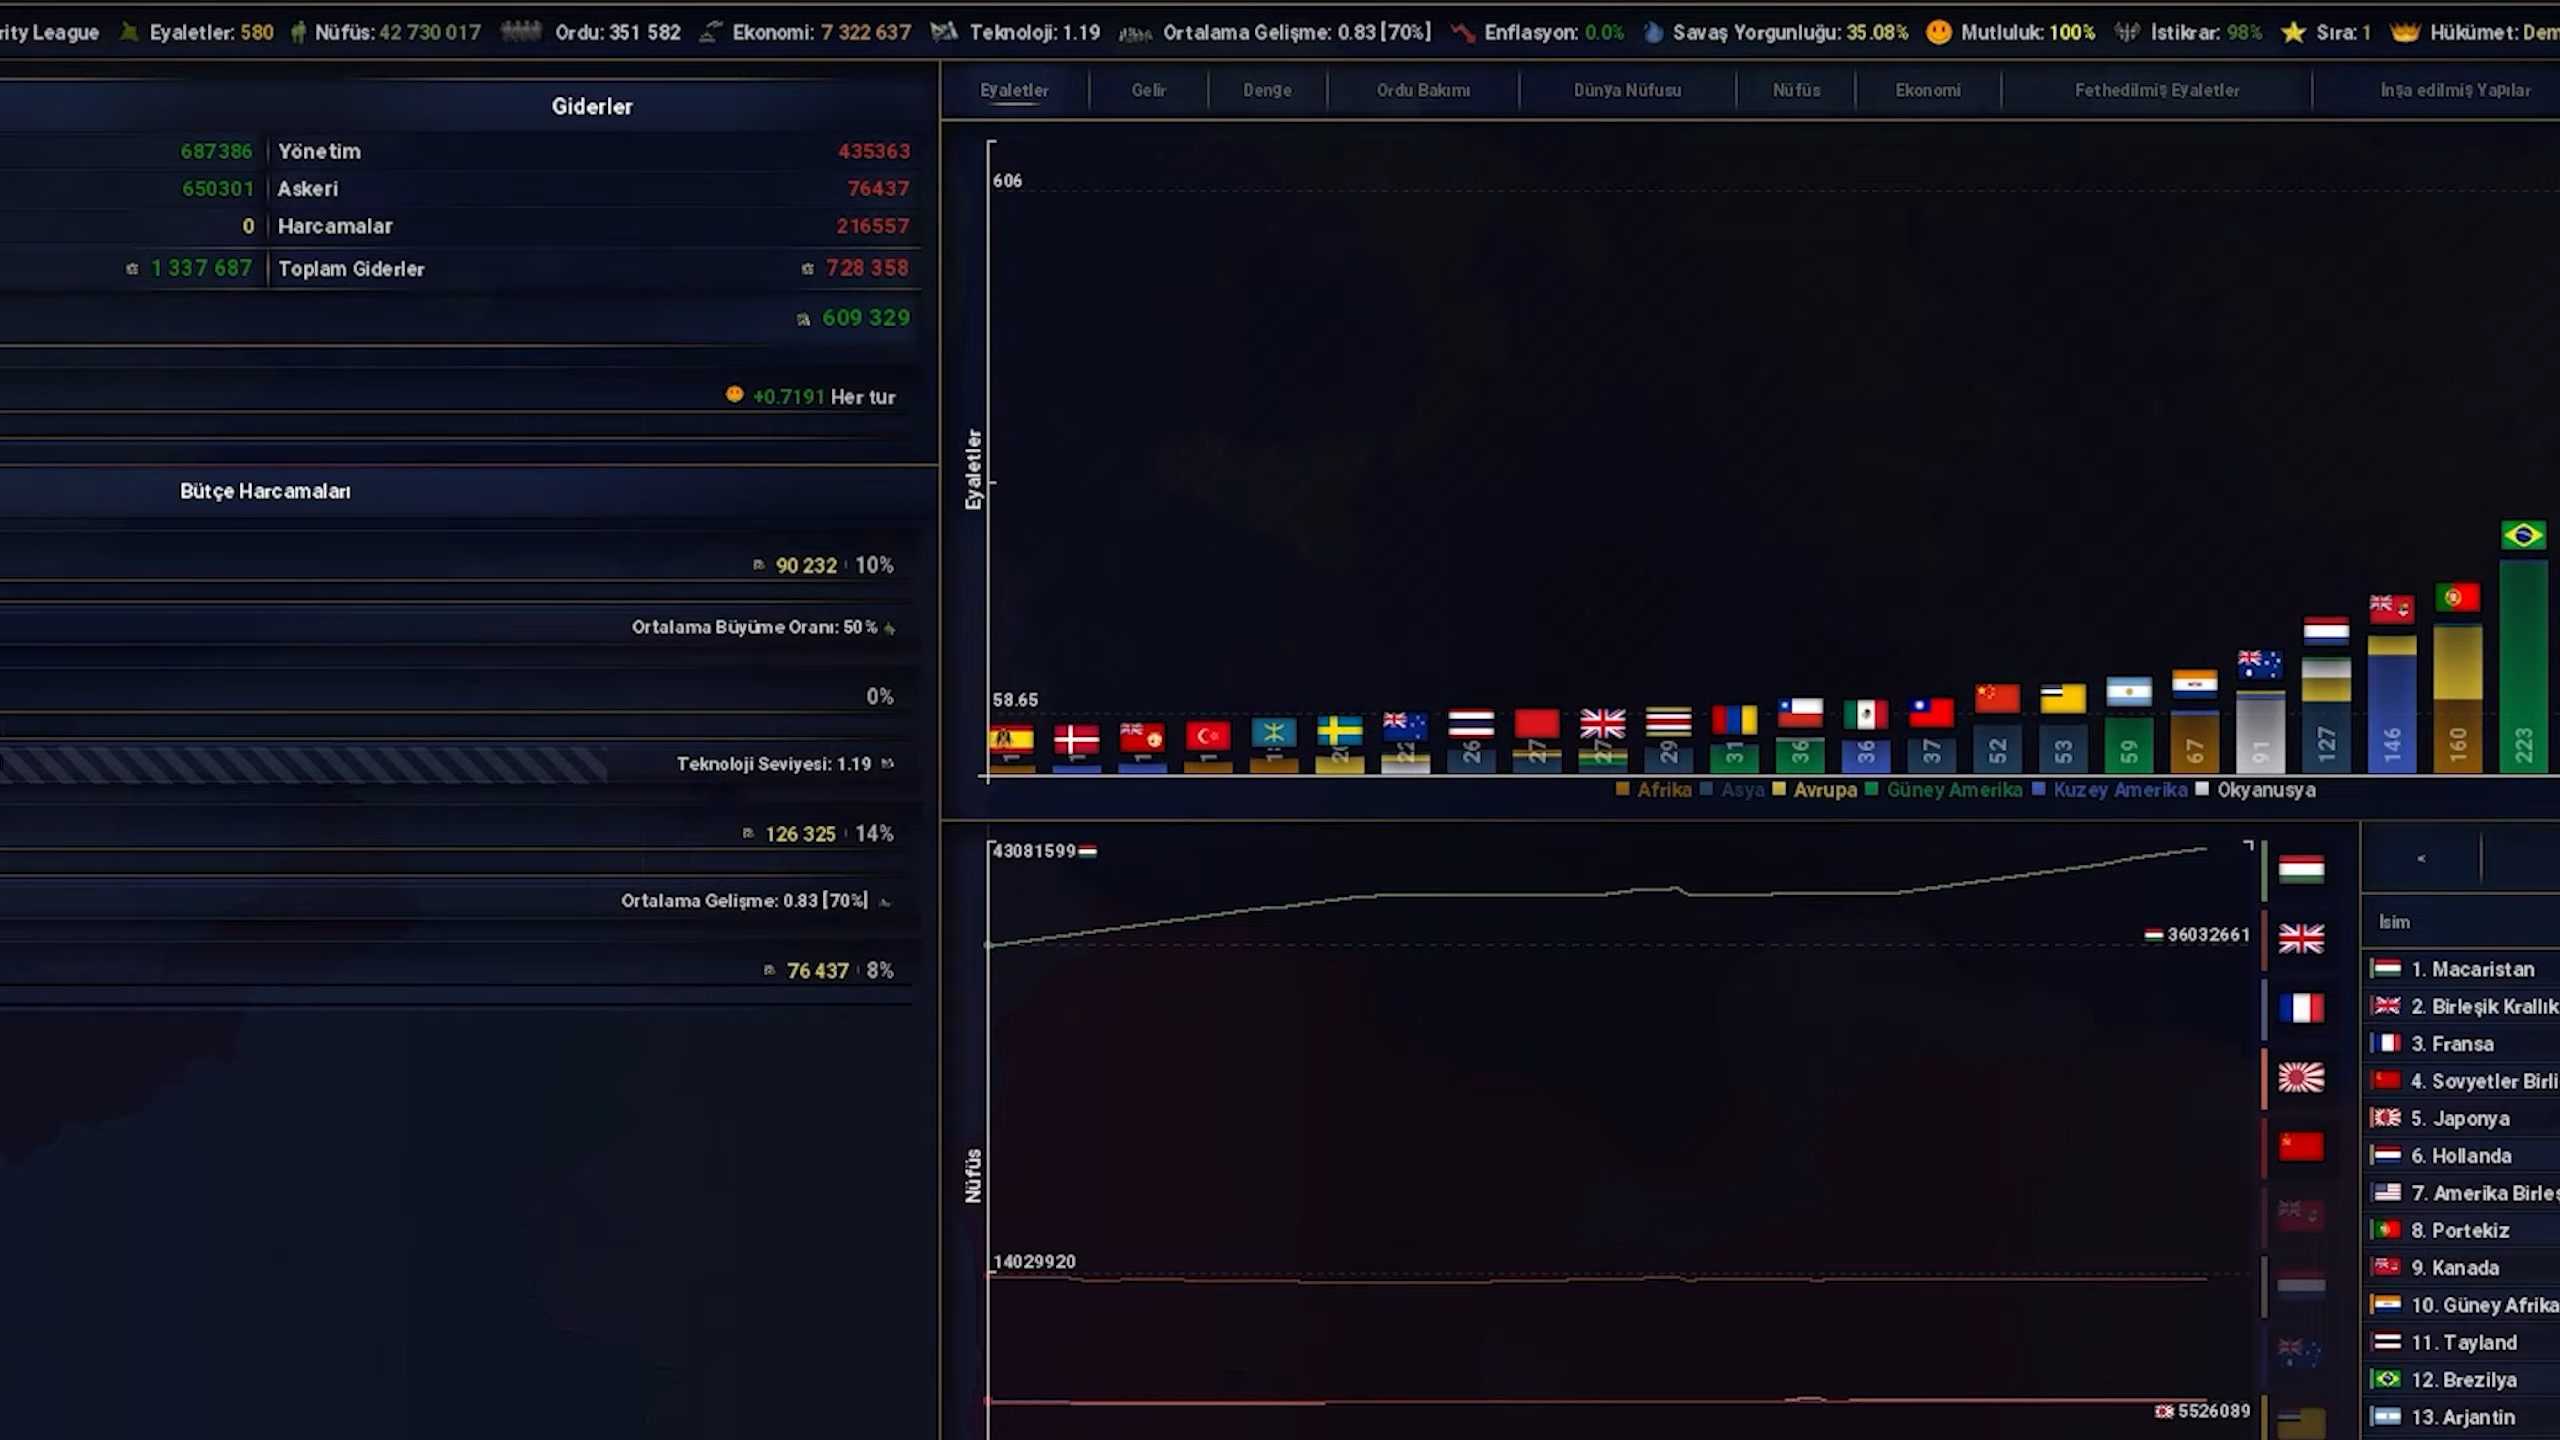 rity League Eyaletler: 580 Nüfüs: 42 730 017 Ordu: 351 582 Ekonomi: 7 322 637 Teknoloji: 1.19 Ortalama Gelişme: 0.83 [70%] Enflasyon: 0.0% Savaş Yorgunluğu: 35.08% Mutluluk: 100% İstikrar: 98% Sıra: 1 Hükümet: Dem
Giderler
687386 Yönetim 435363
650301 Askeri 76437
0 Harcamalar 216557
1 337 687 Toplam Giderler 728 358
609 329
+0.7191 Her tur
Bütçe Harcamaları
90 232 10%
Ortalama Büyüme Oranı: 50%
0%
Teknoloji Seviyesi: 1.19
126 325 14%
Ortalama Gelişme: 0.83 [70%]
76 437 8%
Eyaletler Gelir Denge Ordu Bakımı Dünya Nüfusu Nüfüs Ekonomi Fethedilmiş Eyaletler İnşa edilmiş Yapılar
606
Eyaletler
58.65
22 26 27 27 29 31 36 36 37 52 53 59 67 91 127 146 160 223
Afrika Asya Avrupa Güney Amerika Kuzey Amerika Okyanusya
43081599
36032661
Nüfüs
14029920
5526089
<
İsim
1. Macaristan
2. Birleşik Krallık
3. Fransa
4. Sovyetler Birli
5. Japonya
6. Hollanda
7. Amerika Birleş
8. Portekiz
9. Kanada
10. Güney Afrika
11. Tayland
12. Brezilya
13. Arjantin